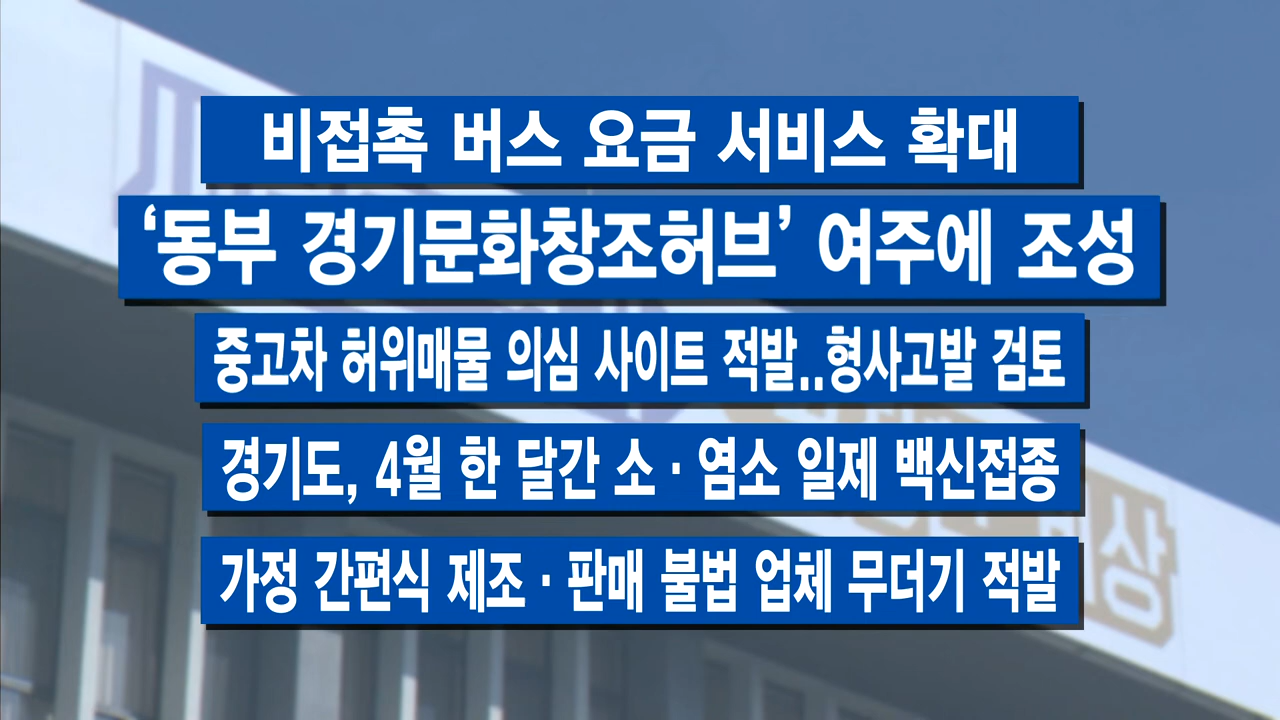 비접촉 버스 요금 서비스 확대
‘동부 경기문화창조허브’ 여주에 조성
중고차 허위매물 의심 사이트 적발..형사고발 검토
경기도, 4월 한 달간 소·염소 일제 백신접종
가정 간편식 제조·판매 불법 업체 무더기 적발
상